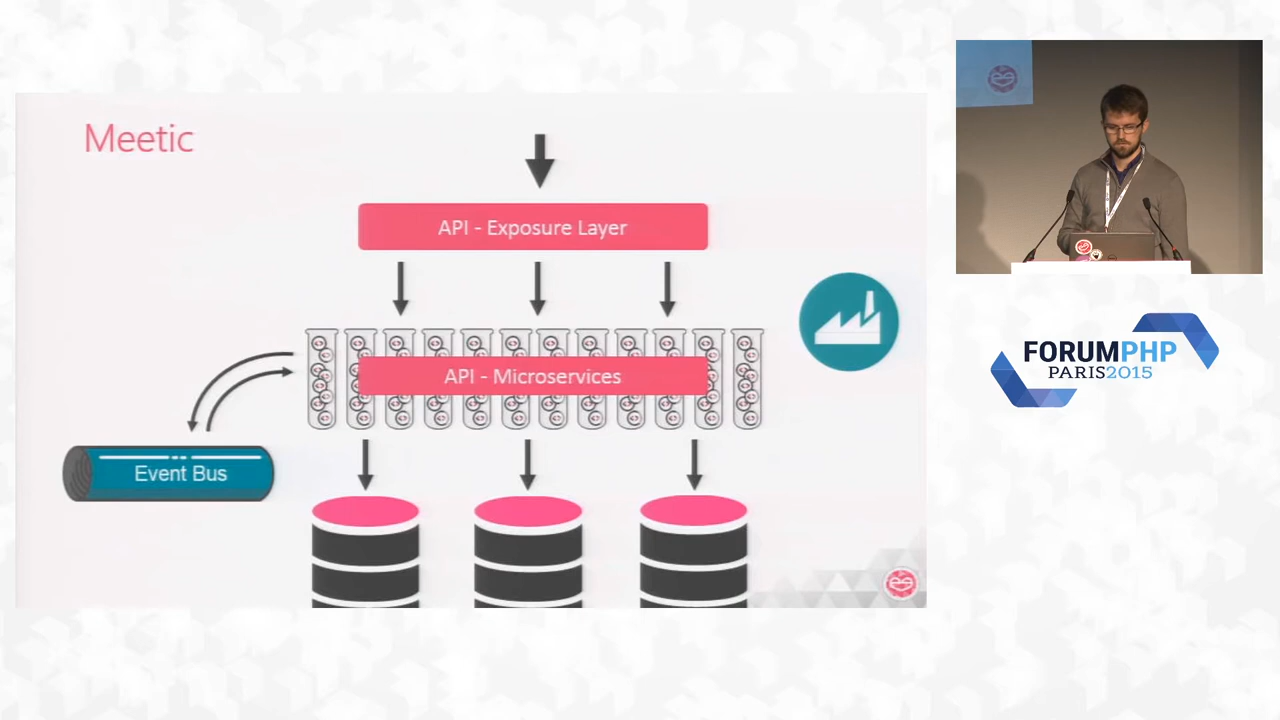 Meetic
API - Exposure Layer
API - Microservices
Event Bus
FORUMPHP
PARIS2015